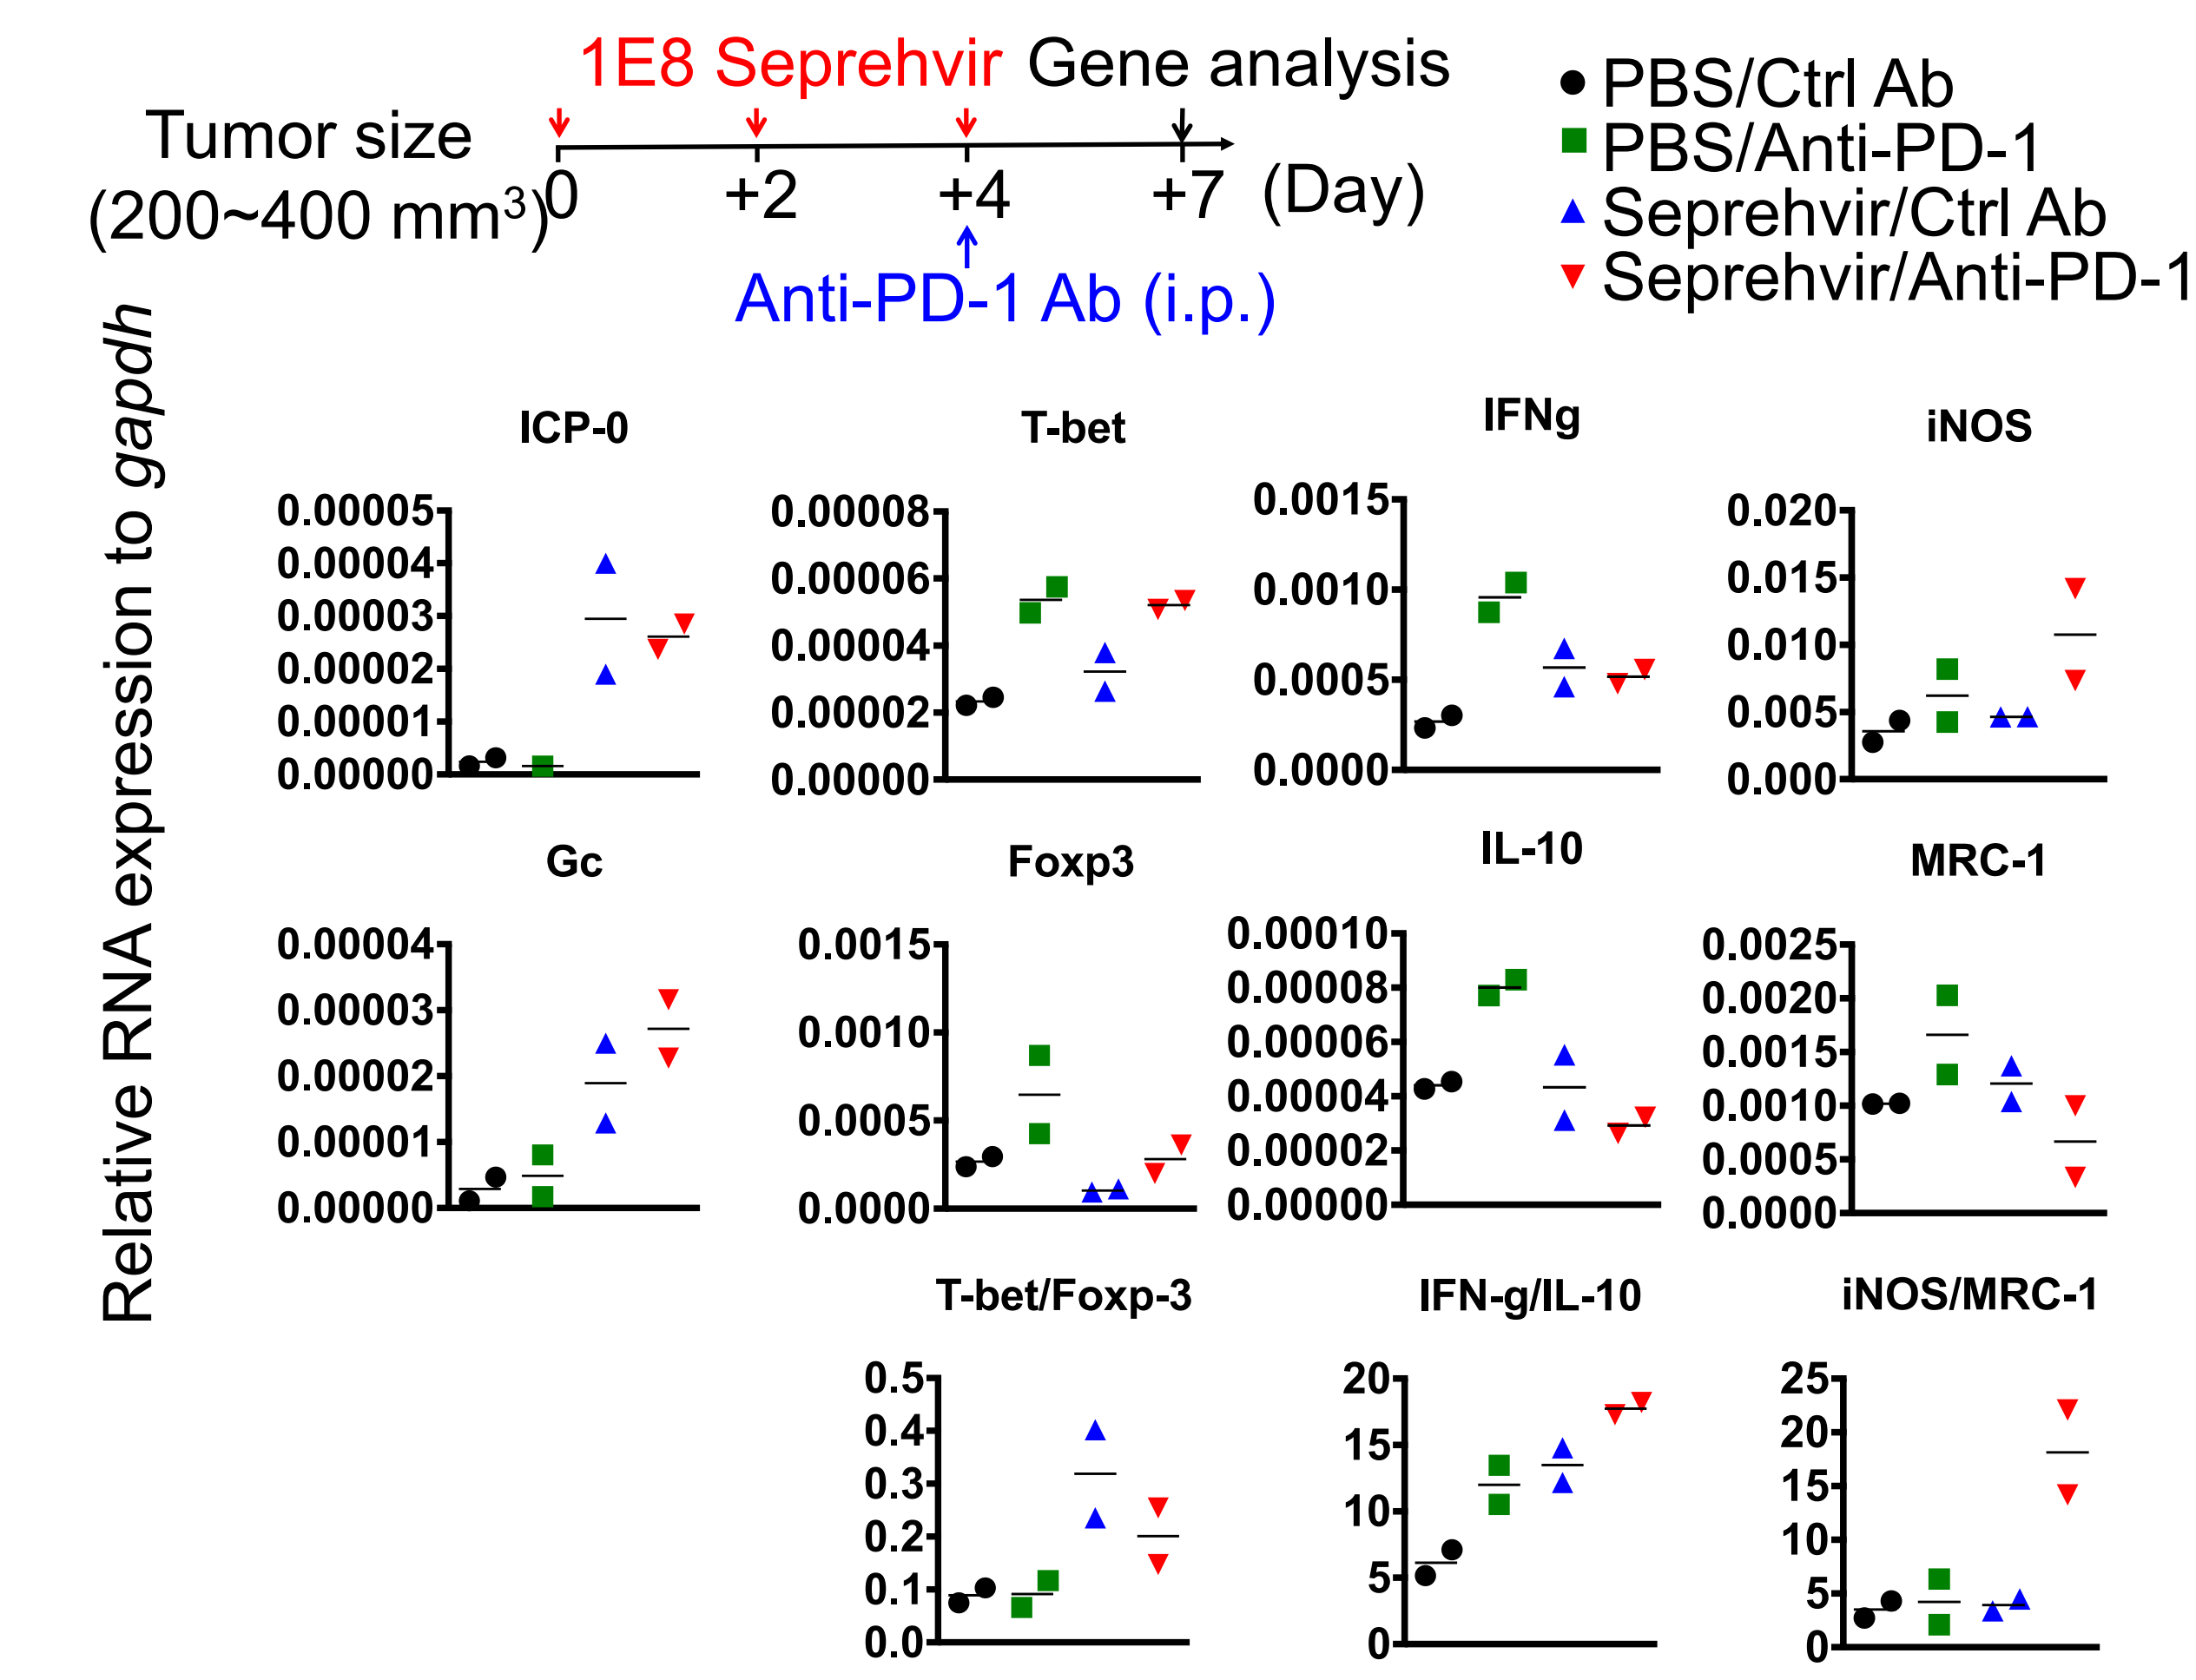 1E8 Seprehvir Gene analysis
Tumor size
(200~400 mm³)
0 +2 +4 +7 (Day)
Anti-PD-1 Ab (i.p.)
PBS/Ctrl Ab
PBS/Anti-PD-1
Seprehvir/Ctrl Ab
Seprehvir/Anti-PD-1
Relative RNA expression to gapdh
ICP-0
0.00005
0.00004
0.00003
0.00002
0.00001
0.00000
T-bet
0.00008
0.00006
0.00004
0.00002
0.00000
IFNg
0.0015
0.0010
0.0005
0.0000
iNOS
0.020
0.015
0.010
0.005
0.000
Gc
0.00004
0.00003
0.00002
0.00001
0.00000
Foxp3
0.0015
0.0010
0.0005
0.0000
IL-10
0.00010
0.00008
0.00006
0.00004
0.00002
0.00000
MRC-1
0.0025
0.0020
0.0015
0.0010
0.0005
0.0000
T-bet/Foxp-3
0.5
0.4
0.3
0.2
0.1
0.0
IFN-g/IL-10
20
15
10
5
0
iNOS/MRC-1
25
20
15
10
5
0